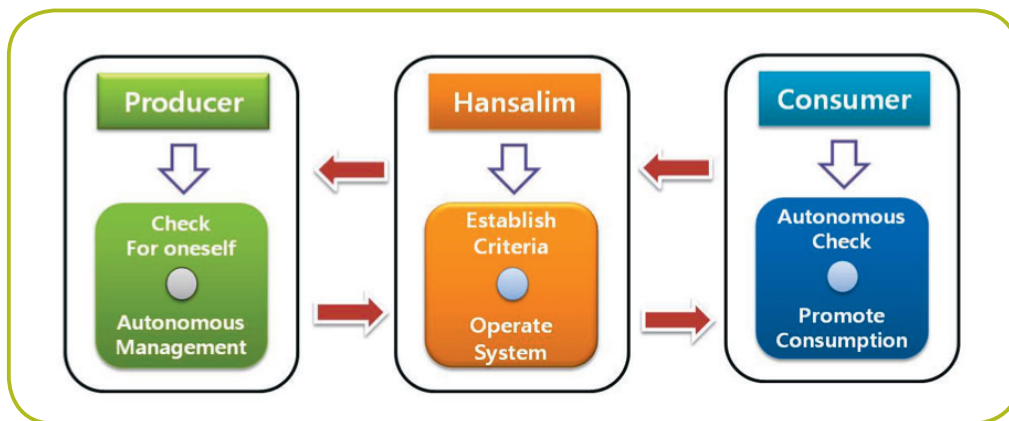 Producer
Check
For oneself
Autonomous
Management
Hansalim
Establish
Criteria
Operate
System
Consumer
Autonomous
Check
Promote
Consumption